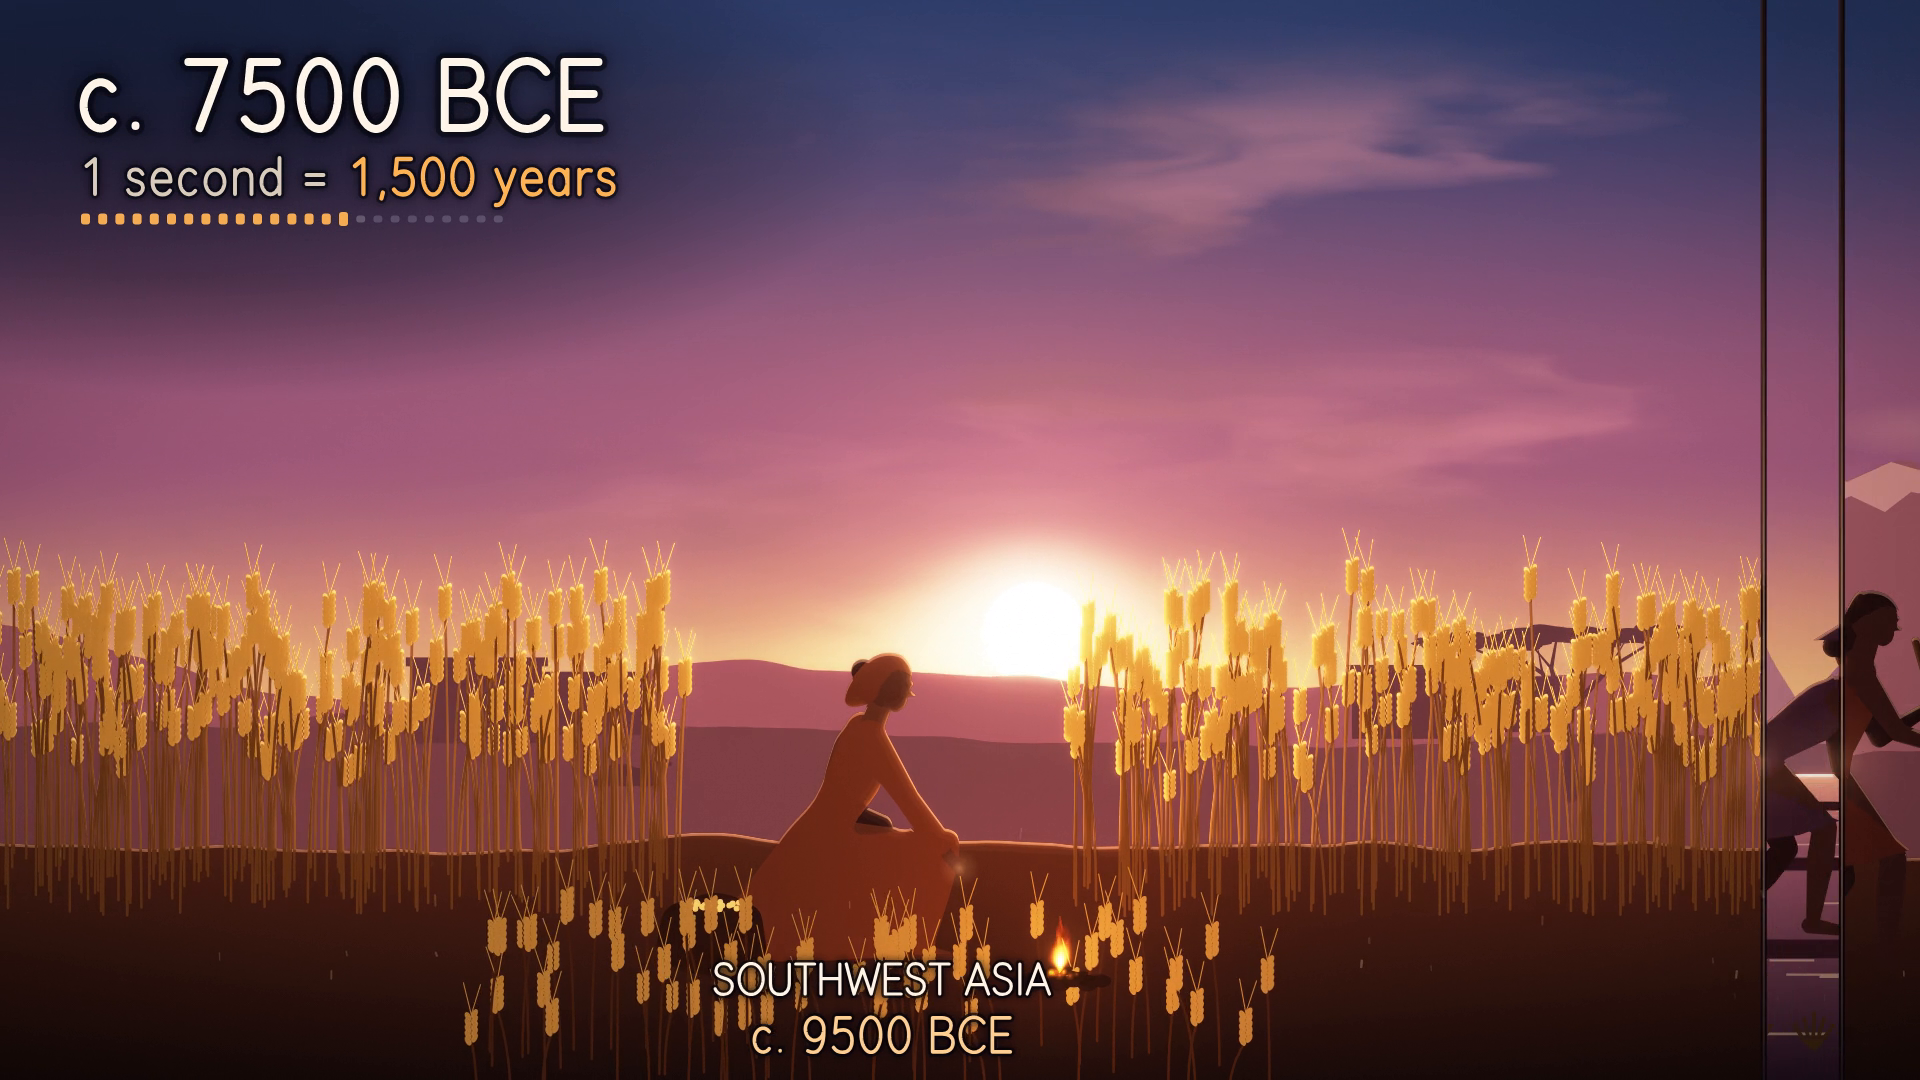 c. 7500 BCE
1 second = 1,500 years
SOUTHWEST ASIA
c. 9500 BCE